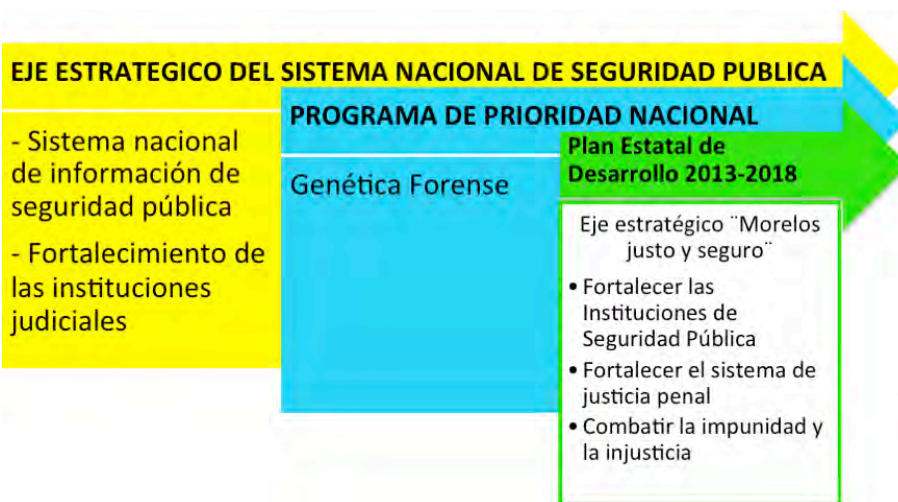 EJE ESTRATEGICO DEL SISTEMA NACIONAL DE SEGURIDAD PUBLICA
- Sistema nacional
de información de
seguridad pública
- Fortalecimiento de
las instituciones
judiciales
PROGRAMA DE PRIORIDAD NACIONAL
Genética Forense
Plan Estatal de
Desarrollo 2013-2018
Eje estratégico ¨Morelos
justo y seguro¨
• Fortalecer las
Instituciones de
Seguridad Pública
• Fortalecer el sistema de
justicia penal
• Combatir la impunidad y
la injusticia